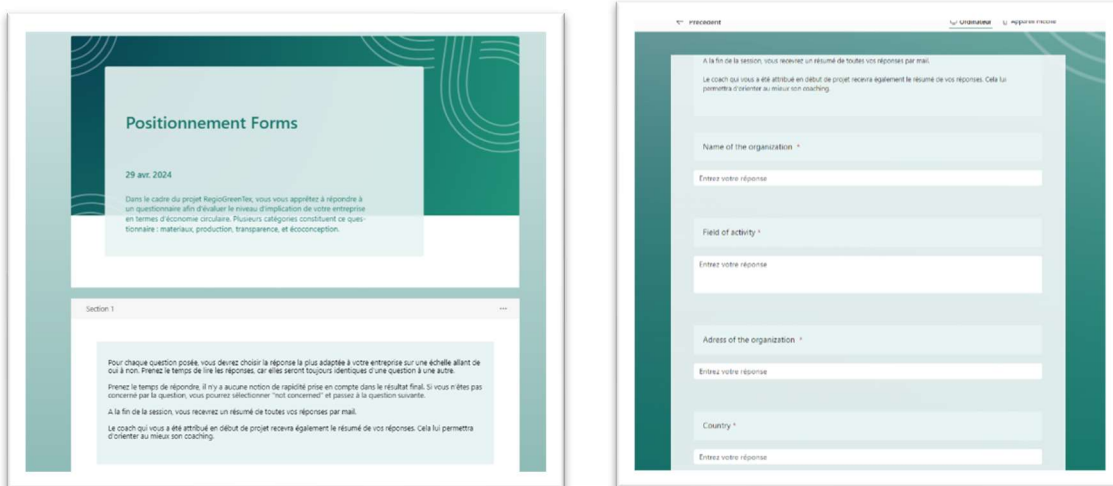 Positionnement Forms
29 avr. 2024
Dans le cadre du projet RegioGreenTex, vous vous apprêtez à répondre à
un questionnaire afin d'évaluer le niveau d'implication de votre entreprise
en termes d'économie circulaire. Plusieurs catégories constituent ce ques-
tionnaire : materiaux, production, transparence, et écoconception.
Section 1
Pour chaque question posée, vous devrez choisir la réponse la plus adaptée à votre entreprise sur une échelle allant de
oui à non. Prenez le temps de lire les réponses, car elles seront toujours identiques d'une question à une autre.
Prenez le temps de répondre, il n'y a aucune notion de rapidité prise en compte dans le résultat final. Si vous n'êtes pas
concerné par la question, vous pourrez sélectionner "not concerned" et passez à la question suivante.
A la fin de la session, vous recevrez un résumé de toutes vos réponses par mail.
Le coach qui vous a été attribué en début de projet recevra également le résumé de vos réponses. Cela lui permettra
d'orienter au mieux son coaching.
Précédent
Ordinateur
Appareil mobile
A la fin de la session, vous recevrez un résumé de toutes vos réponses par mail.
Le coach qui vous a été attribué en début de projet recevra également le résumé de vos réponses. Cela lui
permettra d'orienter au mieux son coaching.
Name of the organization *
Entrez votre réponse
Field of activity *
Entrez votre réponse
Adress of the organization *
Entrez votre réponse
Country *
Entrez votre réponse